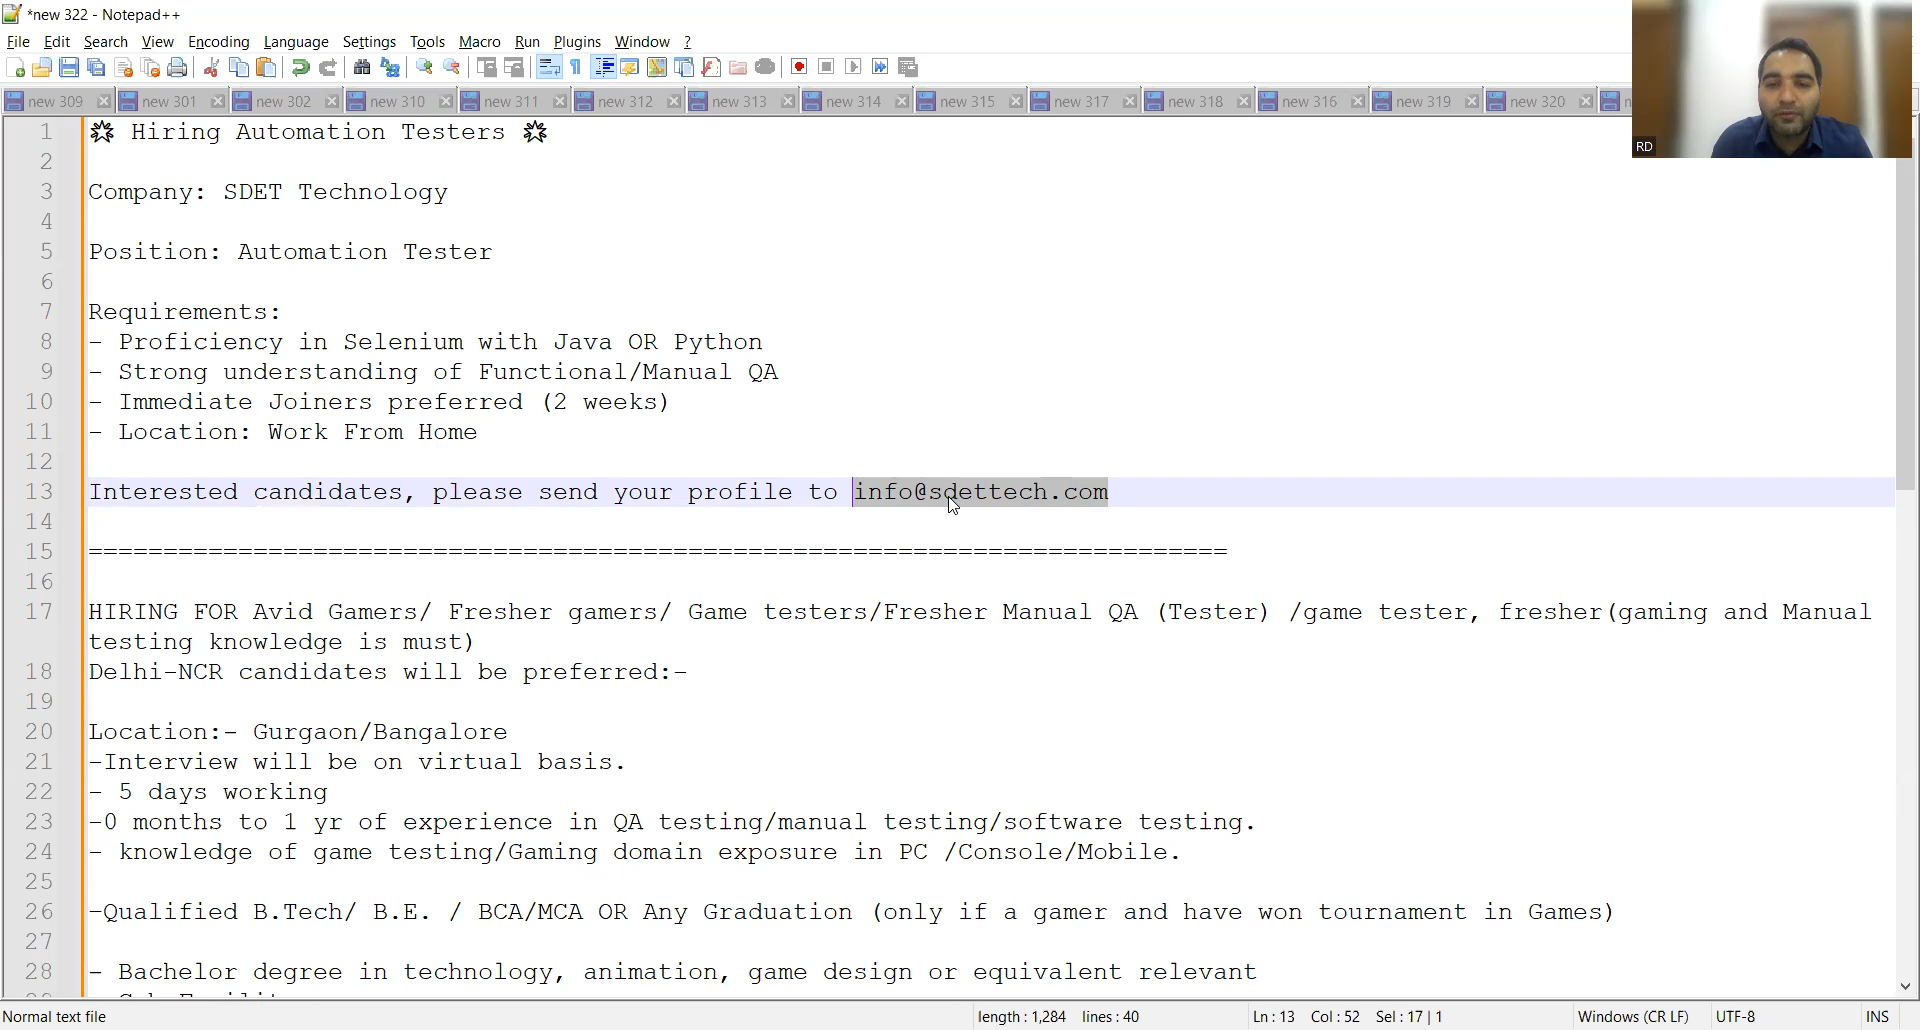 *new 322 - Notepad++
File Edit Search View Encoding Language Settings Tools Macro Run Plugins Window ?
new 309 new 301 new 302 new 310 new 311 new 312 new 313 new 314 new 315 new 317 new 318 new 316 new 319 new 320 n
RD
1 Hiring Automation Testers
2
3 Company: SDET Technology
4
5 Position: Automation Tester
6
7 Requirements:
8 - Proficiency in Selenium with Java OR Python
9 - Strong understanding of Functional/Manual QA
10 - Immediate Joiners preferred (2 weeks)
11 - Location: Work From Home
12
13 Interested candidates, please send your profile to info@sdettech.com
14
15 ============================================================================
16
17 HIRING FOR Avid Gamers/ Fresher gamers/ Game testers/Fresher Manual QA (Tester) /game tester, fresher(gaming and Manual
testing knowledge is must)
18 Delhi-NCR candidates will be preferred:-
19
20 Location:- Gurgaon/Bangalore
21 -Interview will be on virtual basis.
22 - 5 days working
23 -0 months to 1 yr of experience in QA testing/manual testing/software testing.
24 - knowledge of game testing/Gaming domain exposure in PC /Console/Mobile.
25
26 -Qualified B.Tech/ B.E. / BCA/MCA OR Any Graduation (only if a gamer and have won tournament in Games)
27
28 - Bachelor degree in technology, animation, game design or equivalent relevant
Normal text file length : 1,284 lines : 40 Ln : 13 Col : 52 Sel : 17 | 1 Windows (CR LF) UTF-8 INS